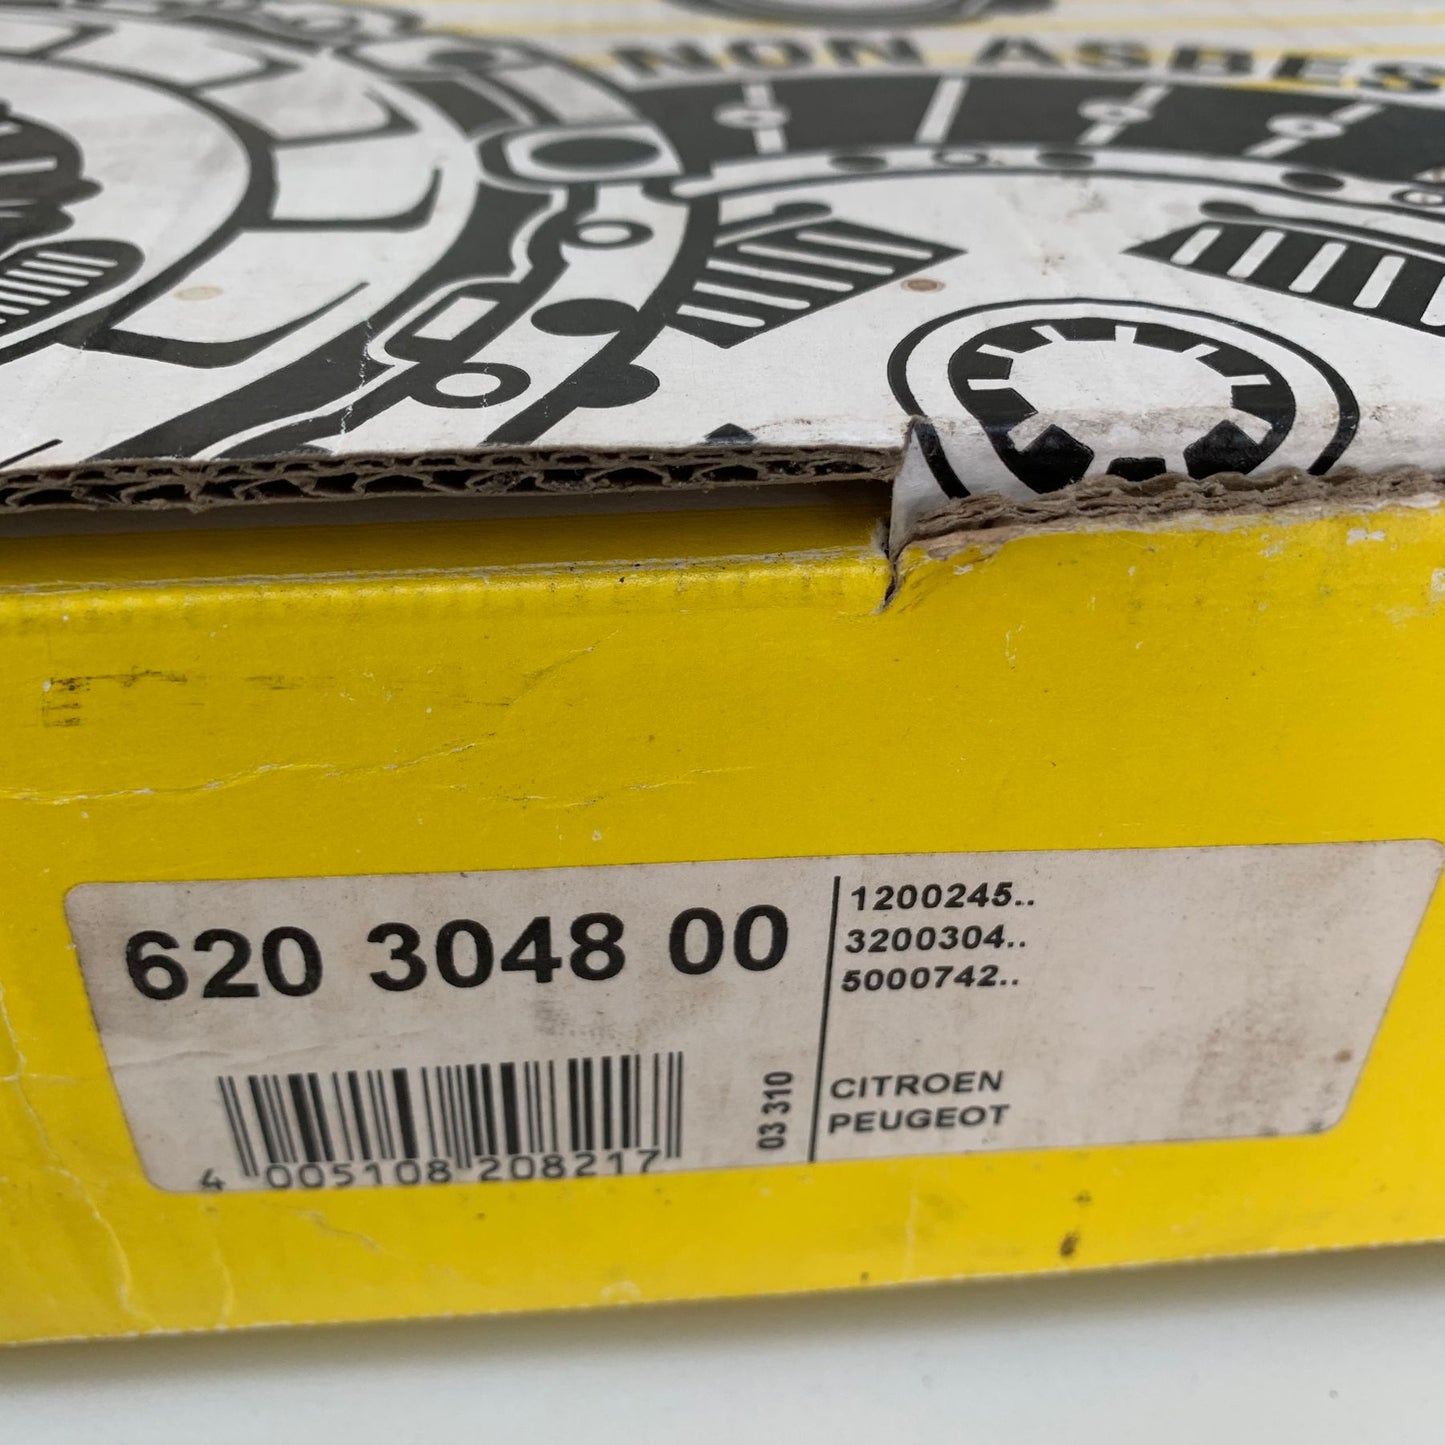 NON ASBES
620 3048 00
1200245..
3200304..
5000742..
03 310
CITROEN
PEUGEOT
4 005108 208217